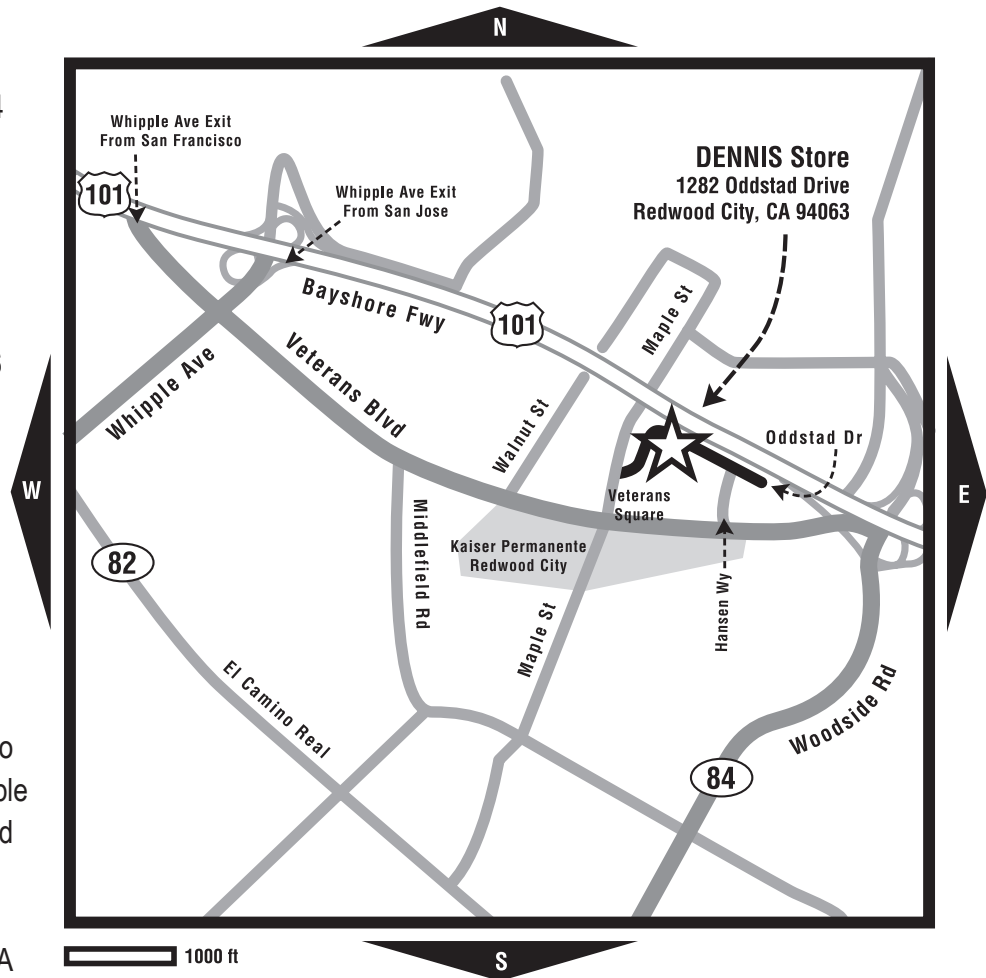 N
4
Whipple Ave Exit
From San Francisco
101
Whipple Ave Exit
From San Jose
DENNIS Store
1282 Oddstad Drive
Redwood City, CA 94063
Bayshore Fwy
101
Maple St
Whipple Ave
Veterans Blvd
Walnut St
Oddstad Dr
W
E
Veterans
Square
82
Middlefield Rd
Kaiser Permanente
Redwood City
Hansen Wy
Maple St
El Camino Real
Woodside Rd
84
d
A
1000 ft
S